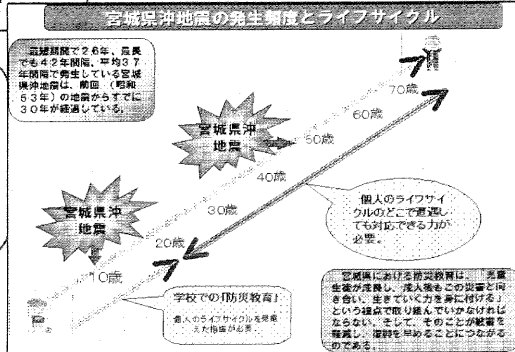 宮城県沖地震の発生頻度とライフサイクル
最短期間で26年、最長
でも42年間隔、平均37
年間隔で発生している宮城
県沖地震は、前回(昭和
53年)の地震からすでに
30年が経過している。
70歳
60歳
50歳
宮城県沖
地震
40歳
30歳
宮城県沖
地震
20歳
10歳
個人のライフサイ
クルのどこで遭遇し
ても対応できる力が
必要。
学校での「防災教育」
個人のライフサイクルを見据
えた指導が必要。
宮城県における防災教育は、「児童
生徒が成長し、成人後もこの災害と向
き合い、生きていく力を身に付ける」
という視点で取り組んでいかなければ
ならない。そして、そのことが被害を
軽減し、復興を早めることにつながる
のである。